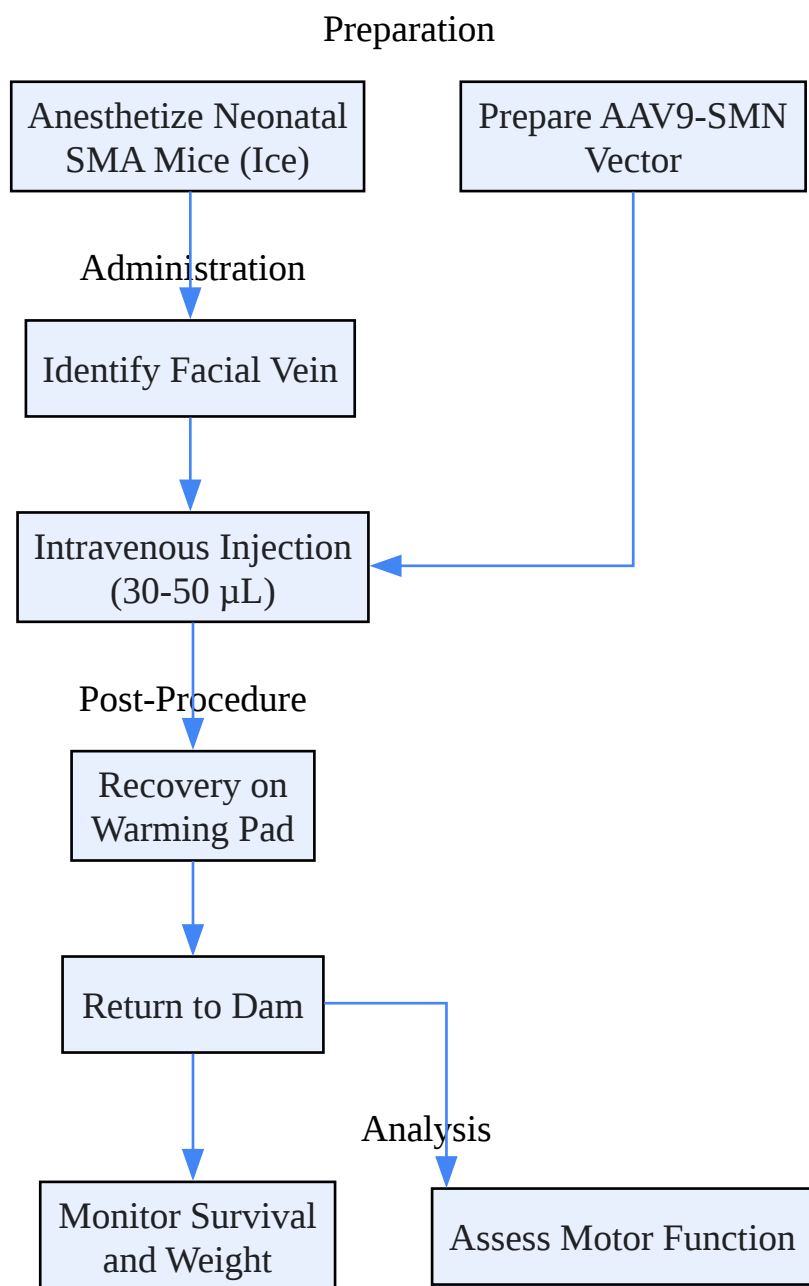 Preparation
Anesthetize Neonatal
SMA Mice (Ice)
Prepare AAV9-SMN
Vector
Administration
Identify Facial Vein
Intravenous Injection
(30-50 µL)
Post-Procedure
Recovery on
Warming Pad
Return to Dam
Analysis
Monitor Survival
and Weight
Assess Motor Function